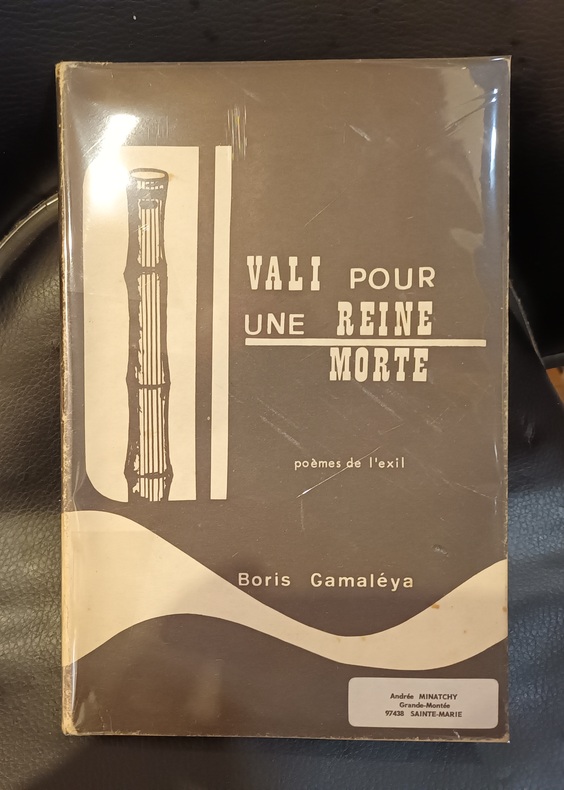 VALI POUR
UNE REINE
MORTE
poèmes de l'exil
Boris Gamaléya
Andrée MINATCHY
Grande-Montée
97438 SAINTE-MARIE